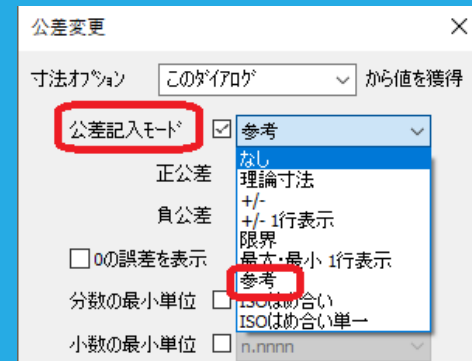 公差変更
寸法ｵﾌﾟｼｮﾝ このﾀﾞｲｱﾛｸﾞ から値を獲得
公差記入ﾓｰﾄﾞ 参考
なし
正公差 理論寸法
+/-
負公差 +/- 1行表示
限界
0の誤差を表示 最大・最小 1行表示
参考
分数の最小単位 ISOはめ合い
ISOはめ合い単一
小数の最小単位 n.nnnn